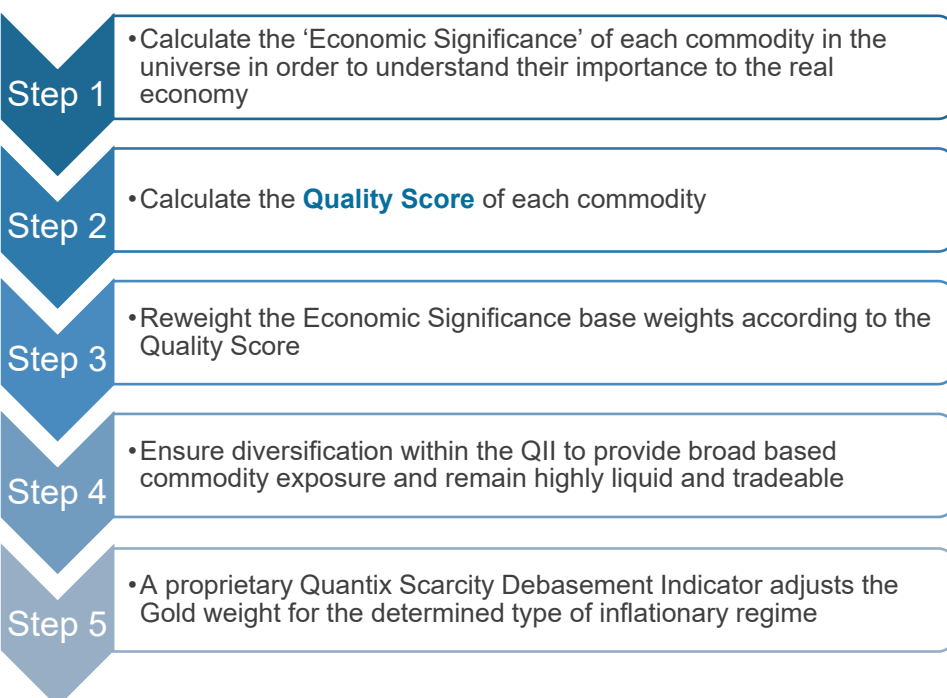 Step 1
•Calculate the ‘Economic Significance’ of each commodity in the
universe in order to understand their importance to the real
economy
Step 2
•Calculate the Quality Score of each commodity
Step 3
•Reweight the Economic Significance base weights according to the
Quality Score
Step 4
•Ensure diversification within the QII to provide broad based
commodity exposure and remain highly liquid and tradeable
Step 5
•A proprietary Quantix Scarcity Debasement Indicator adjusts the
Gold weight for the determined type of inflationary regime